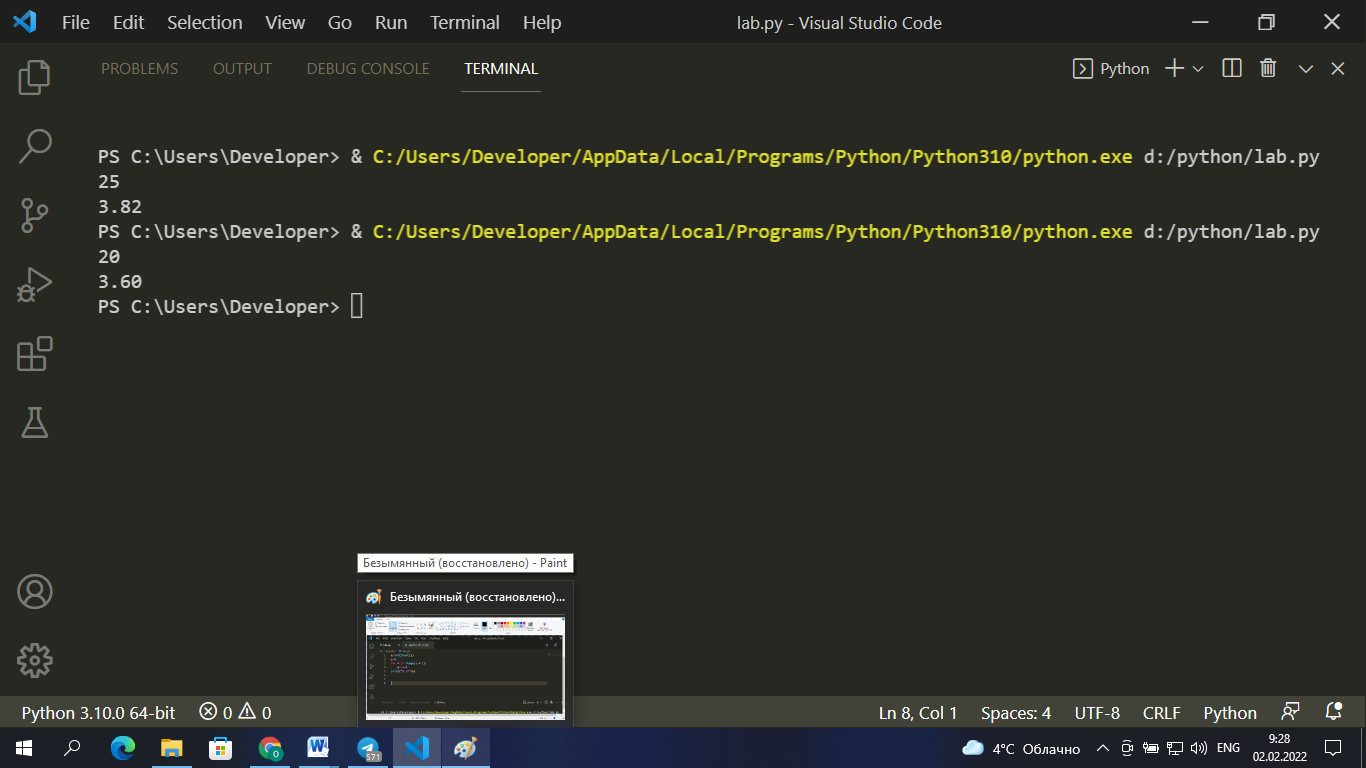 File Edit Selection View Go Run Terminal Help lab.py - Visual Studio Code
PROBLEMS OUTPUT DEBUG CONSOLE TERMINAL Python
PS C:\Users\Developer> & C:/Users/Developer/AppData/Local/Programs/Python/Python310/python.exe d:/python/lab.py
25
3.82
PS C:\Users\Developer> & C:/Users/Developer/AppData/Local/Programs/Python/Python310/python.exe d:/python/lab.py
20
3.60
PS C:\Users\Developer>
Безымянный (восстановлено) - Paint
Безымянный (восстановлено)...
Python 3.10.0 64-bit 0 0 Ln 8, Col 1 Spaces: 4 UTF-8 CRLF Python
571 4°C Облачно ENG 9:28
02.02.2022